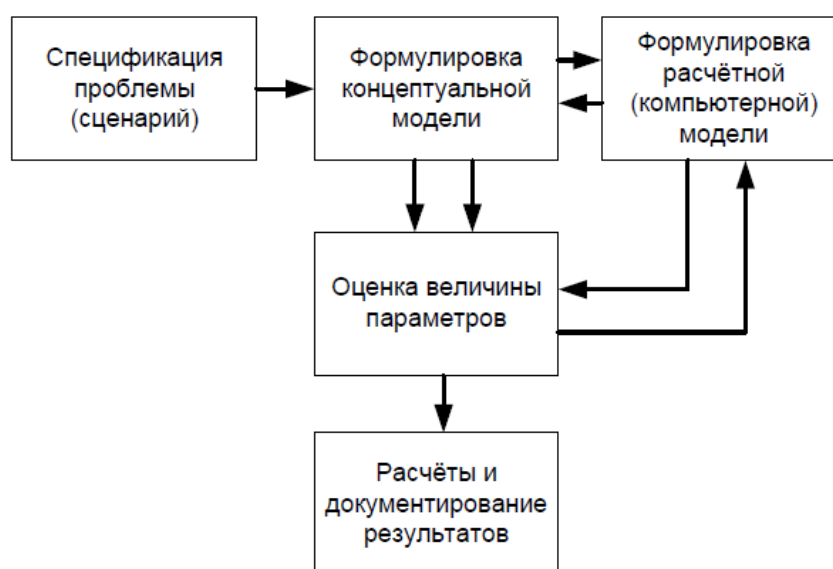 Спецификация
проблемы
(сценарий)
Формулировка
концептуальной
модели
Формулировка
расчётной
(компьютерной)
модели
Оценка величины
параметров
Расчёты и
документирование
результатов